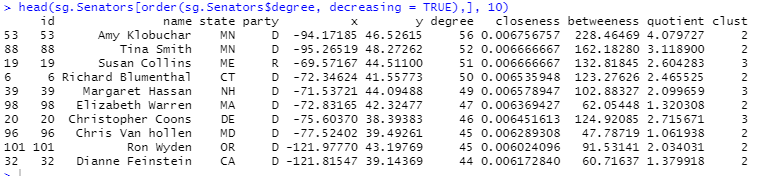 > head(sg.Senators[order(sg.Senators$degree, decreasing = TRUE),], 10)
id name state party x y degree closeness betweeness quotient clust
53 53 Amy Klobuchar MN D -94.17185 46.52615 56 0.006756757 228.46469 4.079727 2
88 88 Tina Smith MN D -95.26519 48.27262 52 0.006666667 162.18280 3.118900 2
19 19 Susan Collins ME R -69.57167 44.51100 51 0.006666667 132.81845 2.604283 3
6 6 Richard Blumenthal CT D -72.34624 41.55773 50 0.006535948 123.27626 2.465525 2
39 39 Margaret Hassan NH D -71.53721 44.09488 49 0.006578947 102.88327 2.099659 3
98 98 Elizabeth Warren MA D -72.83165 42.32477 47 0.006369427 62.05448 1.320308 2
20 20 Christopher Coons DE D -75.60370 38.39383 46 0.006451613 124.92085 2.715671 3
96 96 Chris Van hollen MD D -77.52402 39.49261 45 0.006289308 47.78719 1.061938 2
101 101 Ron Wyden OR D -121.97770 43.19769 45 0.006024096 91.53141 2.034031 2
32 32 Dianne Feinstein CA D -121.81547 39.14369 44 0.006172840 60.71637 1.379918 2
>